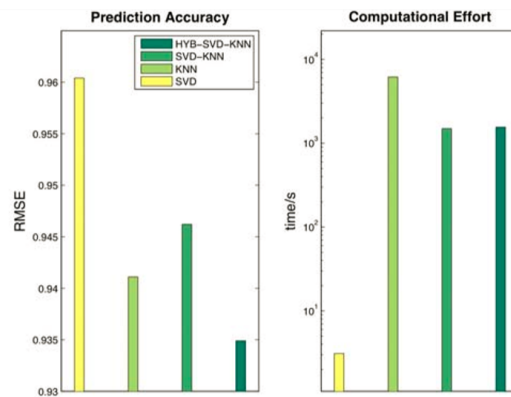 Prediction Accuracy
HYB-SVD-KNN
SVD-KNN
KNN
SVD
RMSE
0.96
0.955
0.95
0.945
0.94
0.935
0.93
Computational Effort
time/s
10^4
10^3
10^2
10^1